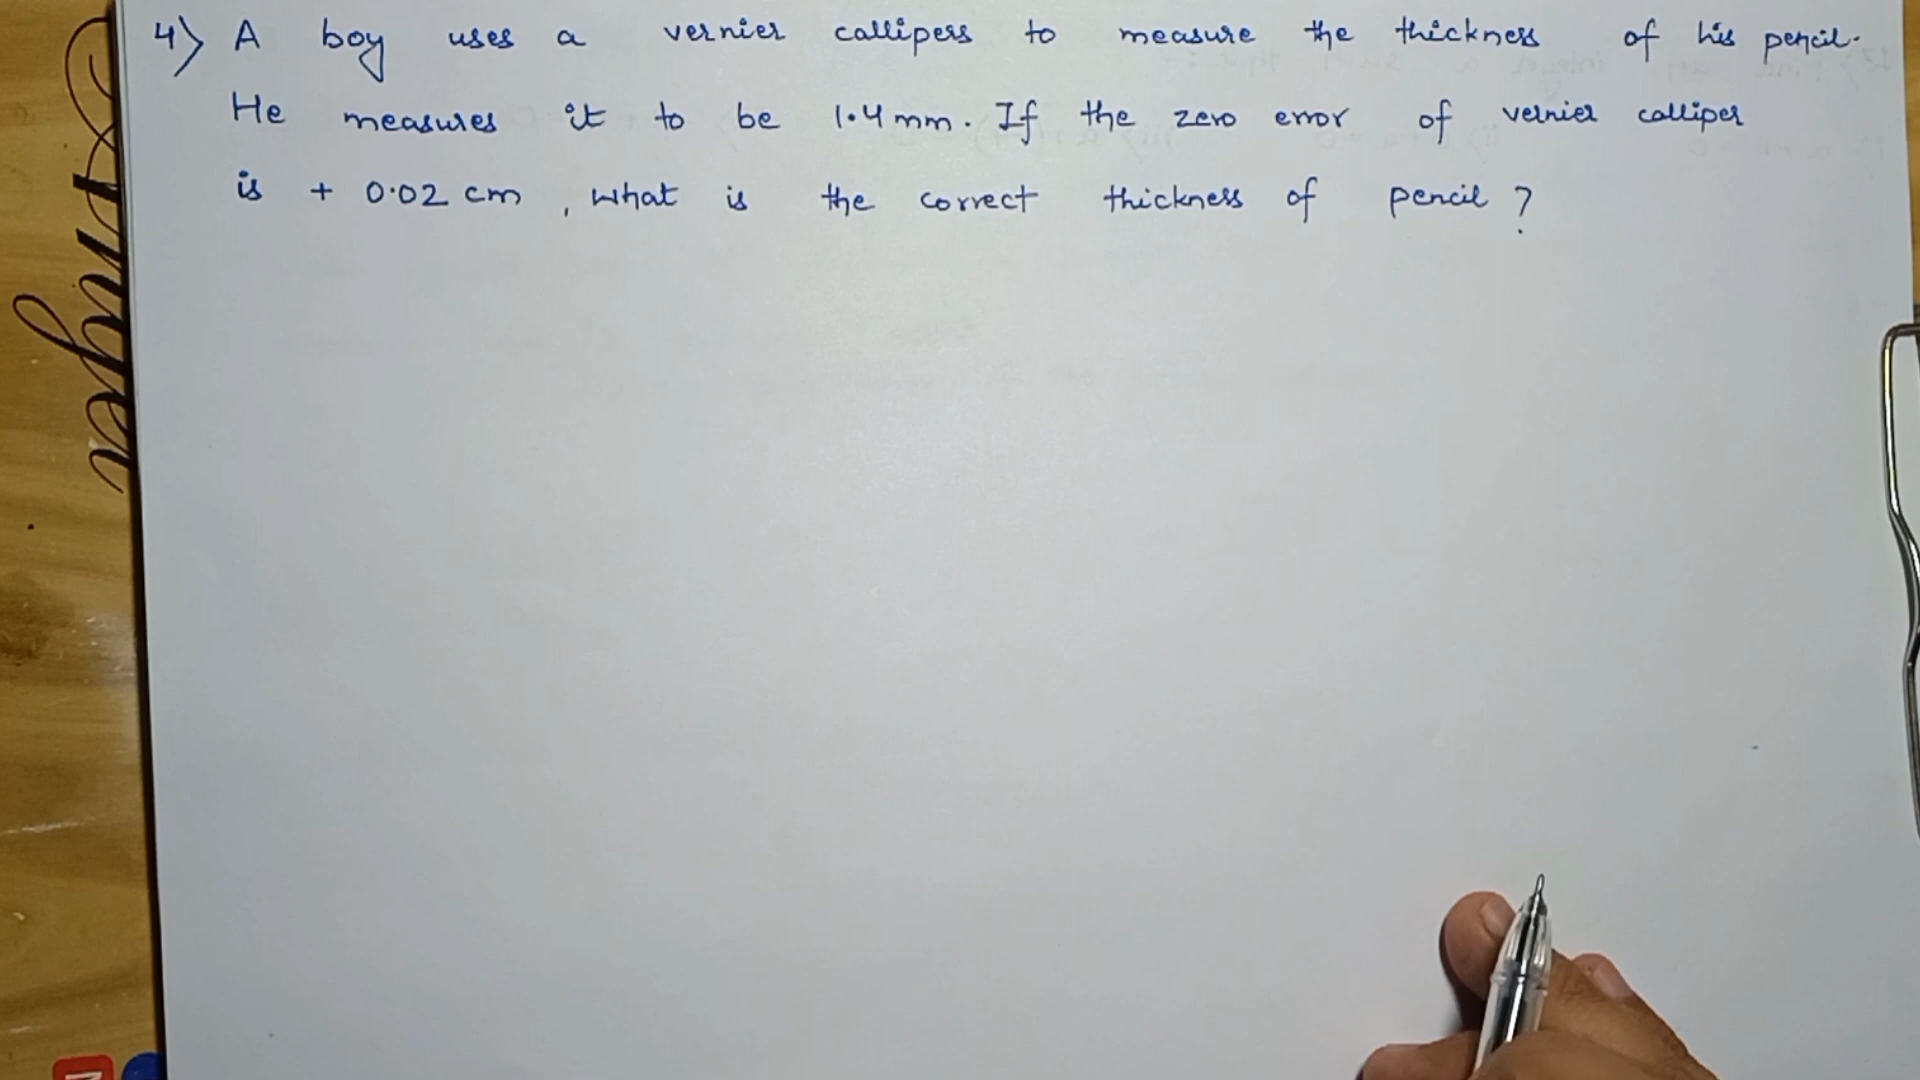 4) A boy uses a vernier callipers to measure the thickness of his pencil.
He measures it to be 1.4 mm. If the zero error of vernier calliper
is + 0.02 cm, what is the correct thickness of pencil?